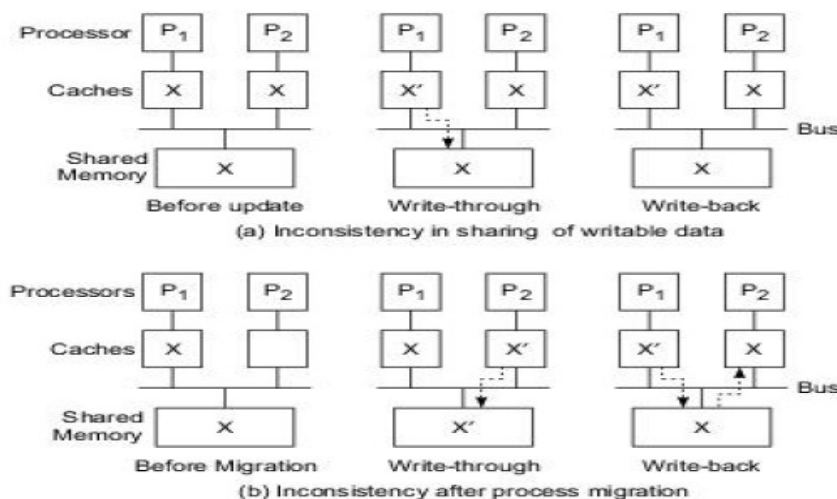 Processor P₁ P₂ P₁ P₂ P₁ P₂
Caches X X X' X X' X
Bus
Shared Memory X X X
Before update Write-through Write-back
(a) Inconsistency in sharing of writable data
Processors P₁ P₂ P₁ P₂ P₁ P₂
Caches X X X' X' X
Bus
Shared Memory X X' X
Before Migration Write-through Write-back
(b) Inconsistency after process migration